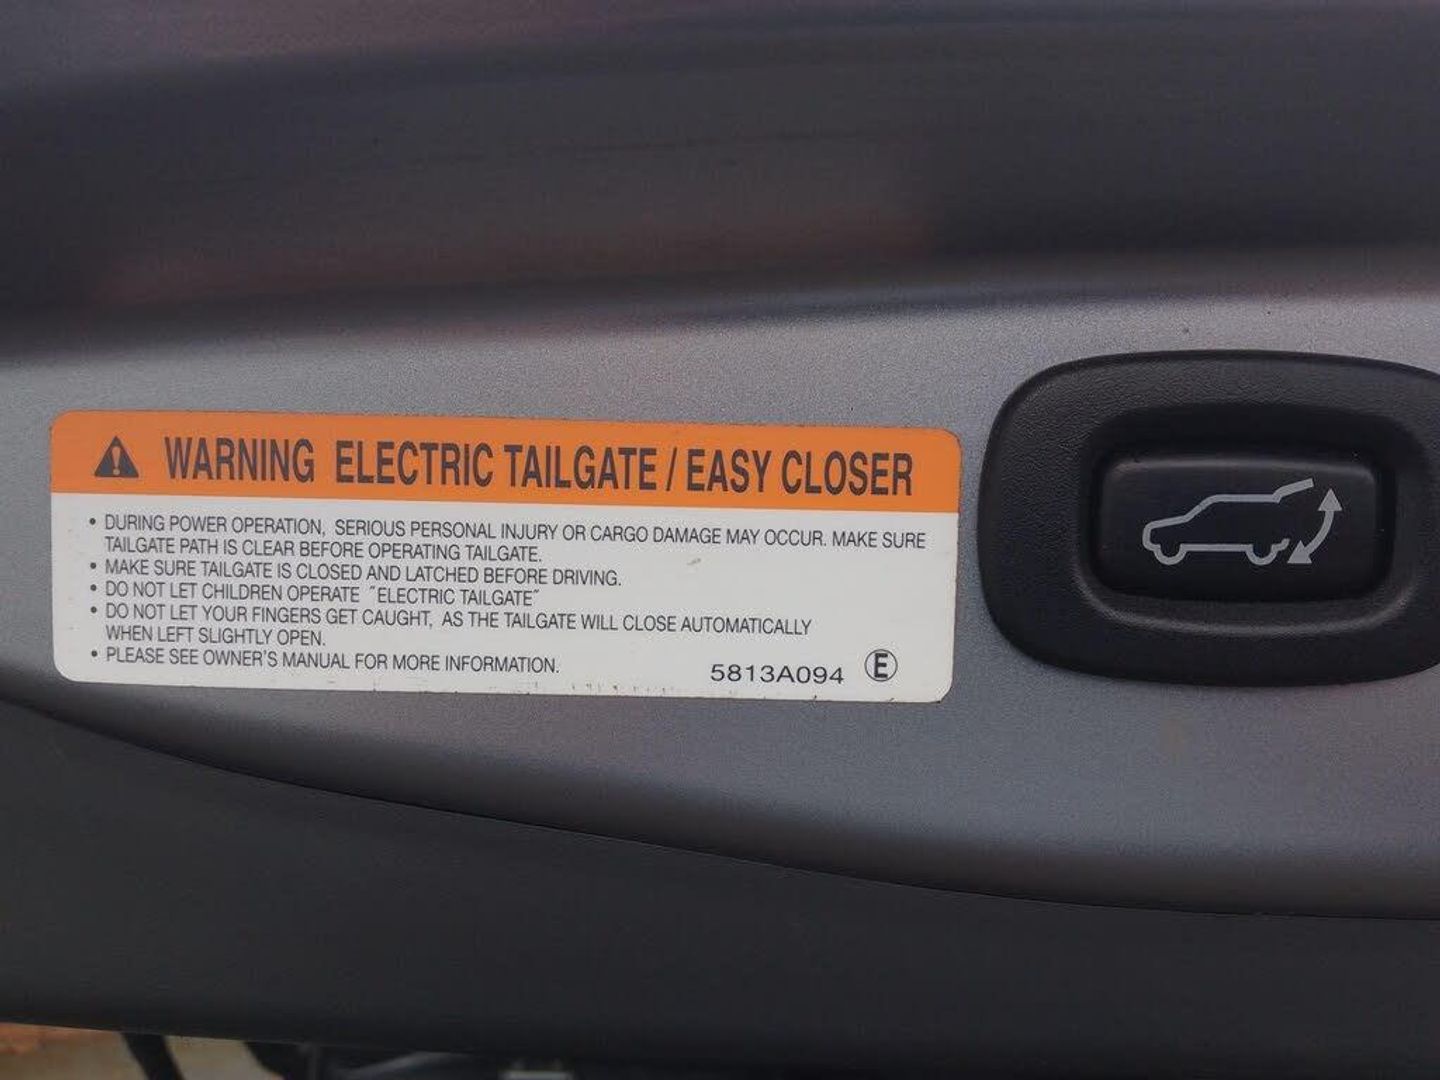 WARNING ELECTRIC TAILGATE / EASY CLOSER
• DURING POWER OPERATION, SERIOUS PERSONAL INJURY OR CARGO DAMAGE MAY OCCUR. MAKE SURE
TAILGATE PATH IS CLEAR BEFORE OPERATING TAILGATE.
• MAKE SURE TAILGATE IS CLOSED AND LATCHED BEFORE DRIVING.
• DO NOT LET CHILDREN OPERATE ˝ELECTRIC TAILGATE˝
• DO NOT LET YOUR FINGERS GET CAUGHT, AS THE TAILGATE WILL CLOSE AUTOMATICALLY
WHEN LEFT SLIGHTLY OPEN.
• PLEASE SEE OWNER'S MANUAL FOR MORE INFORMATION.
5813A094 Ⓔ